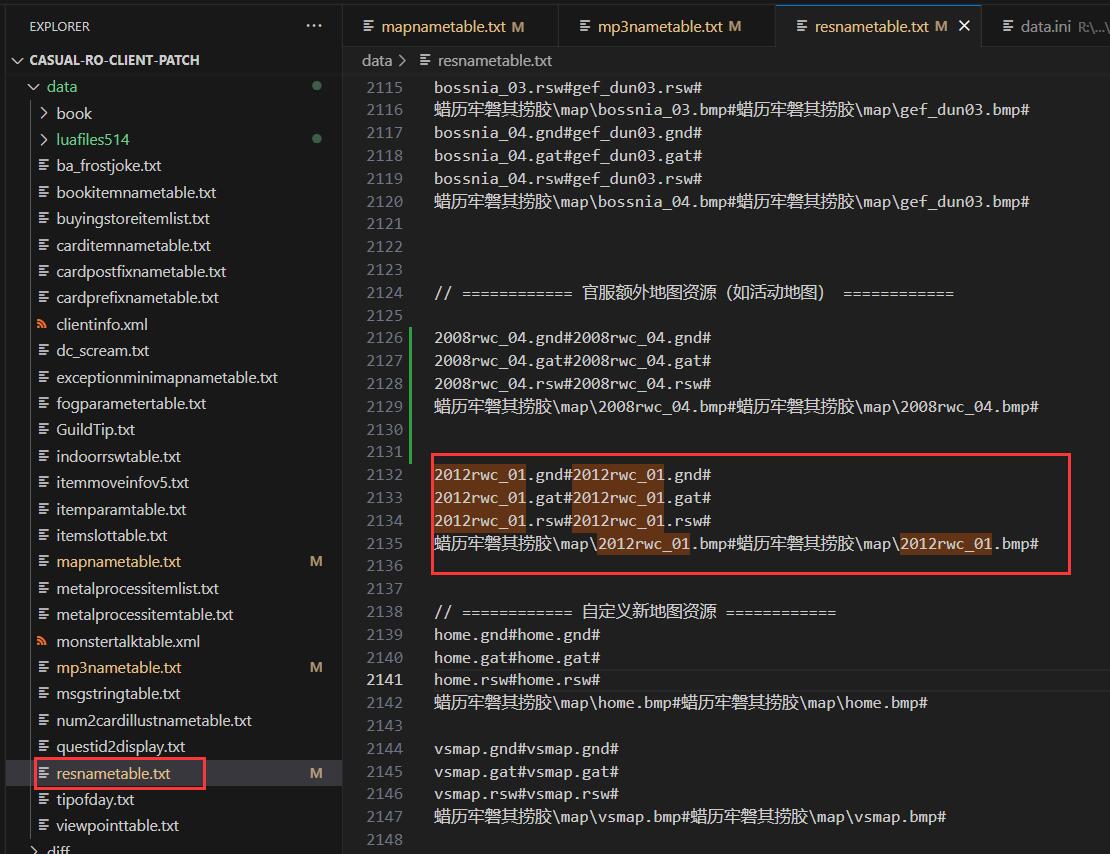 EXPLORER
CASUAL-RO-CLIENT-PATCH
data
book
luafiles514
ba_frostjoke.txt
bookitemnametable.txt
buyingstoreitemlist.txt
carditemnametable.txt
cardpostfixnametable.txt
cardprefixnametable.txt
clientinfo.xml
dc_scream.txt
exceptionminimapnametable.txt
fogparametertable.txt
GuildTip.txt
indoorrswtable.txt
itemmoveinfov5.txt
itemparamtable.txt
itemslottable.txt
mapnametable.txt M
metalprocessitemlist.txt
metalprocessitemtable.txt
monstertalktable.xml
mp3nametable.txt M
msgstringtable.txt
num2cardillustnametable.txt
questid2display.txt
resnametable.txt M
tipofday.txt
viewpointtable.txt
diff
mapnametable.txt M
mp3nametable.txt M
resnametable.txt M
data.ini R:\...\
data > resnametable.txt
2115 bossnia_03.rsw#gef_dun03.rsw#
2116 蜡历牢磐其捞胶\map\bossnia_03.bmp#蜡历牢磐其捞胶\map\gef_dun03.bmp#
2117 bossnia_04.gnd#gef_dun03.gnd#
2118 bossnia_04.gat#gef_dun03.gat#
2119 bossnia_04.rsw#gef_dun03.rsw#
2120 蜡历牢磐其捞胶\map\bossnia_04.bmp#蜡历牢磐其捞胶\map\gef_dun03.bmp#
2121
2122
2123
2124 // ============ 官服额外地图资源（如活动地图） ============
2125
2126 2008rwc_04.gnd#2008rwc_04.gnd#
2127 2008rwc_04.gat#2008rwc_04.gat#
2128 2008rwc_04.rsw#2008rwc_04.rsw#
2129 蜡历牢磐其捞胶\map\2008rwc_04.bmp#蜡历牢磐其捞胶\map\2008rwc_04.bmp#
2130
2131
2132 2012rwc_01.gnd#2012rwc_01.gnd#
2133 2012rwc_01.gat#2012rwc_01.gat#
2134 2012rwc_01.rsw#2012rwc_01.rsw#
2135 蜡历牢磐其捞胶\map\2012rwc_01.bmp#蜡历牢磐其捞胶\map\2012rwc_01.bmp#
2136
2137
2138 // ============ 自定义新地图资源 ============
2139 home.gnd#home.gnd#
2140 home.gat#home.gat#
2141 home.rsw#home.rsw#
2142 蜡历牢磐其捞胶\map\home.bmp#蜡历牢磐其捞胶\map\home.bmp#
2143
2144 vsmap.gnd#vsmap.gnd#
2145 vsmap.gat#vsmap.gat#
2146 vsmap.rsw#vsmap.rsw#
2147 蜡历牢磐其捞胶\map\vsmap.bmp#蜡历牢磐其捞胶\map\vsmap.bmp#
2148